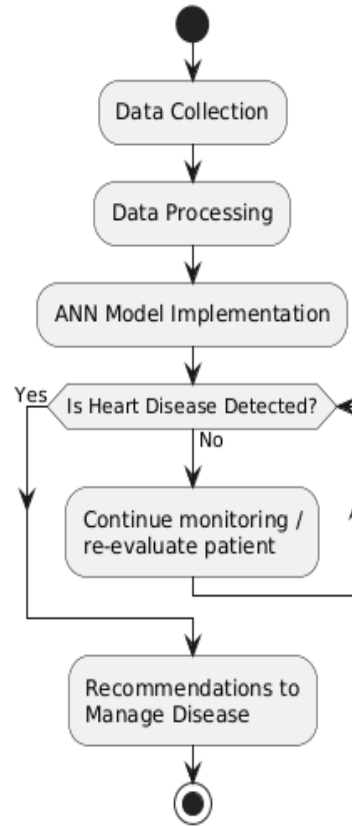 Data Collection
Data Processing
ANN Model Implementation
Yes
Is Heart Disease Detected?
No
Continue monitoring /
re-evaluate patient
Recommendations to
Manage Disease